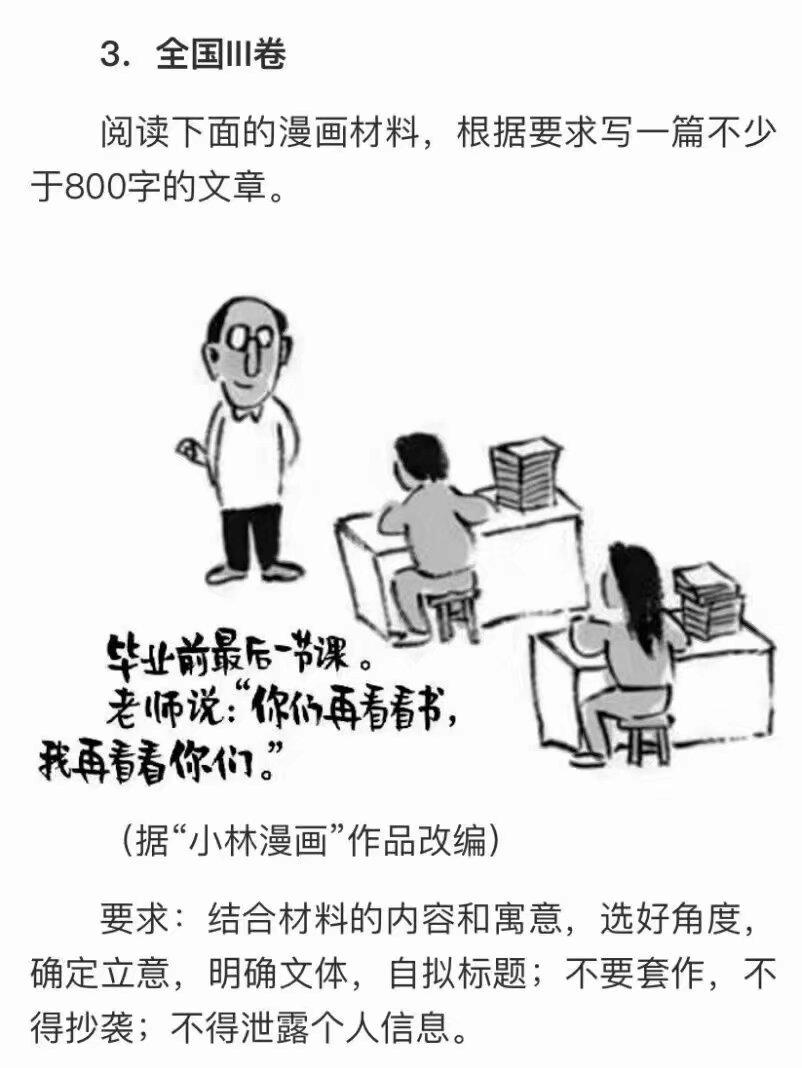 3. 全国III卷
阅读下面的漫画材料，根据要求写一篇不少
于800字的文章。
毕业前最后一节课。
老师说：“你们再看看书，
我再看看你们。”
（据“小林漫画”作品改编）
要求：结合材料的内容和寓意，选好角度，
确定立意，明确文体，自拟标题；不要套作，不
得抄袭；不得泄露个人信息。